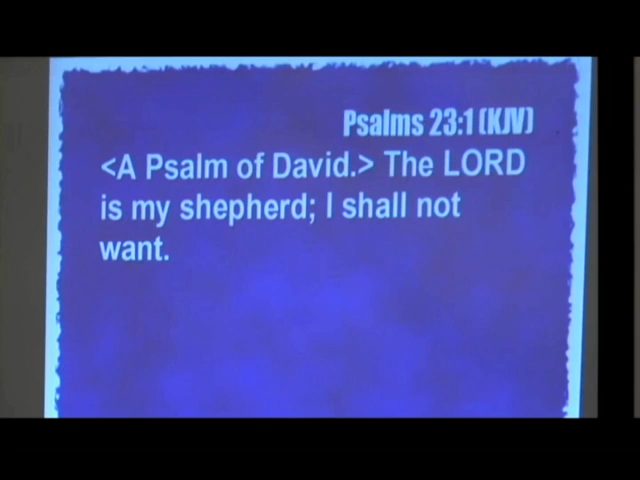 Psalms 23:1 (KJV)
<A Psalm of David.> The LORD
is my shepherd; I shall not
want.